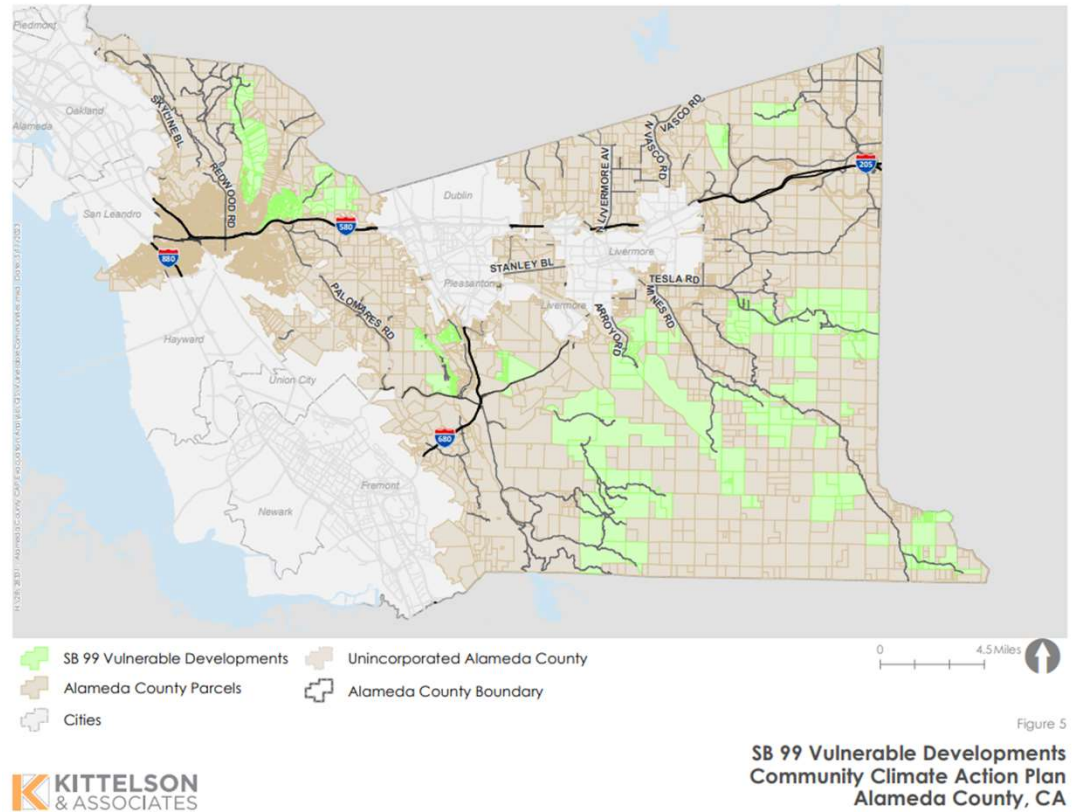 Piedmont
Oakland
Alameda
SKYLINE BL
REDWOOD RD
San Leandro
880
580
Hayward
PALOMARES RD
Union City
Fremont
Newark
680
Dublin
Pleasanton
STANLEY BL
N LIVERMORE AV
N VASCO RD
VASCO RD
205
Livermore
Livermore
TESLA RD
MINES RD
ARROYO RD
SB 99 Vulnerable Developments
Alameda County Parcels
Cities
Unincorporated Alameda County
Alameda County Boundary
0 4.5 Miles
Figure 5
SB 99 Vulnerable Developments
Community Climate Action Plan
Alameda County, CA
KITTELSON
& ASSOCIATES